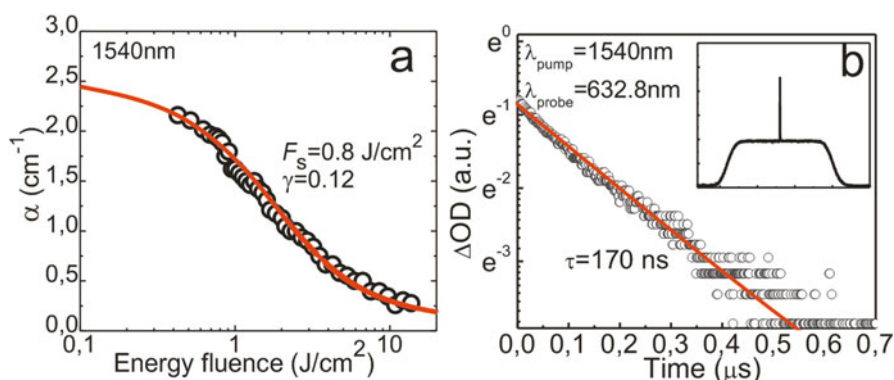 3,0
2,5
2,0
1,5
1,0
0,5
0,0
α (cm⁻¹)
1540nm
a
Fs=0.8 J/cm²
γ=0.12
0,1 1 10
Energy fluence (J/cm²)
e⁰
e⁻¹
e⁻²
e⁻³
ΔOD (a.u.)
λpump=1540nm
λprobe=632.8nm
b
τ=170 ns
0,0 0,1 0,2 0,3 0,4 0,5 0,6 0,7
Time (μs)